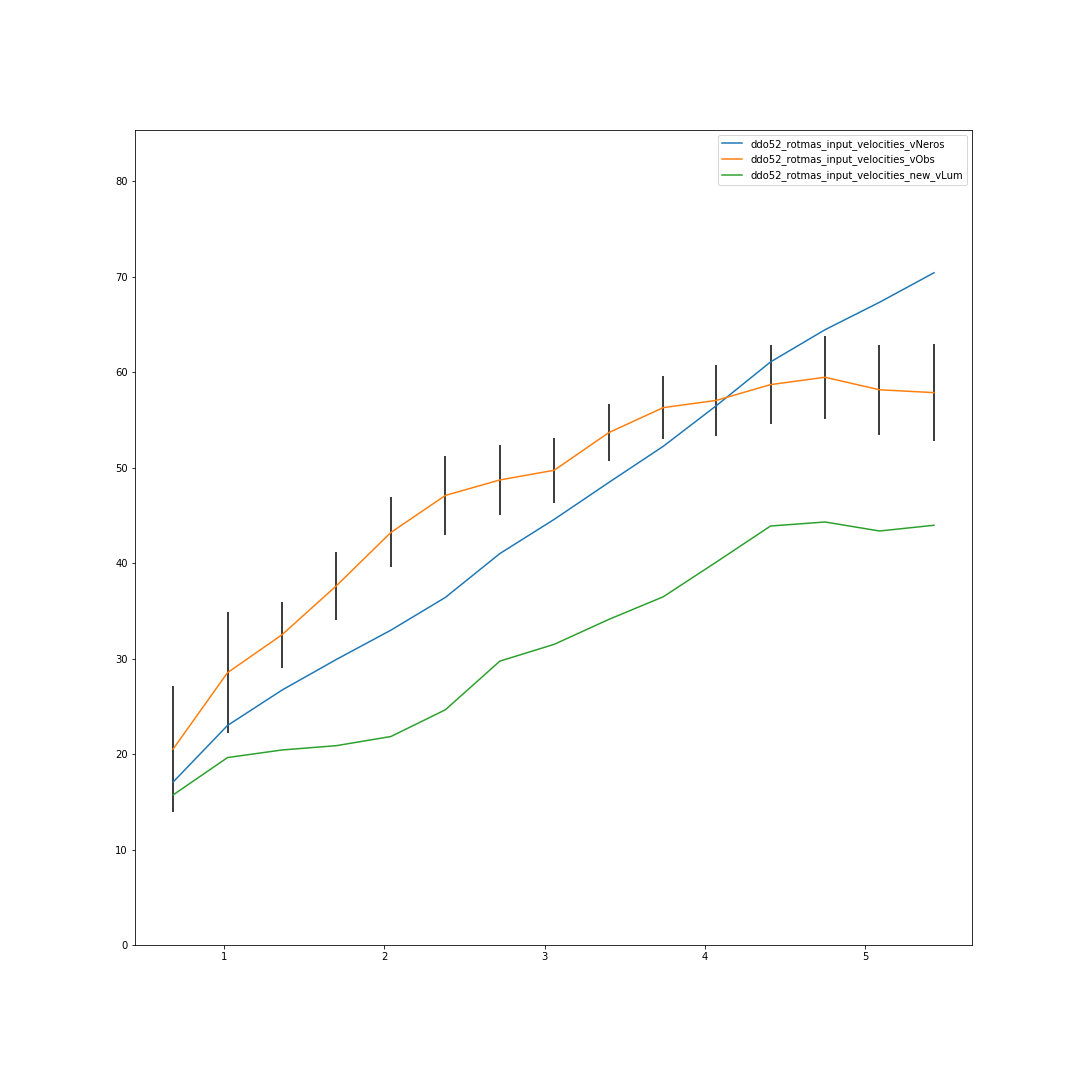 ddo52_rotmas_input_velocities_vNeros
ddo52_rotmas_input_velocities_vObs
ddo52_rotmas_input_velocities_new_vLum
80
70
60
50
40
30
20
10
0
1 2 3 4 5